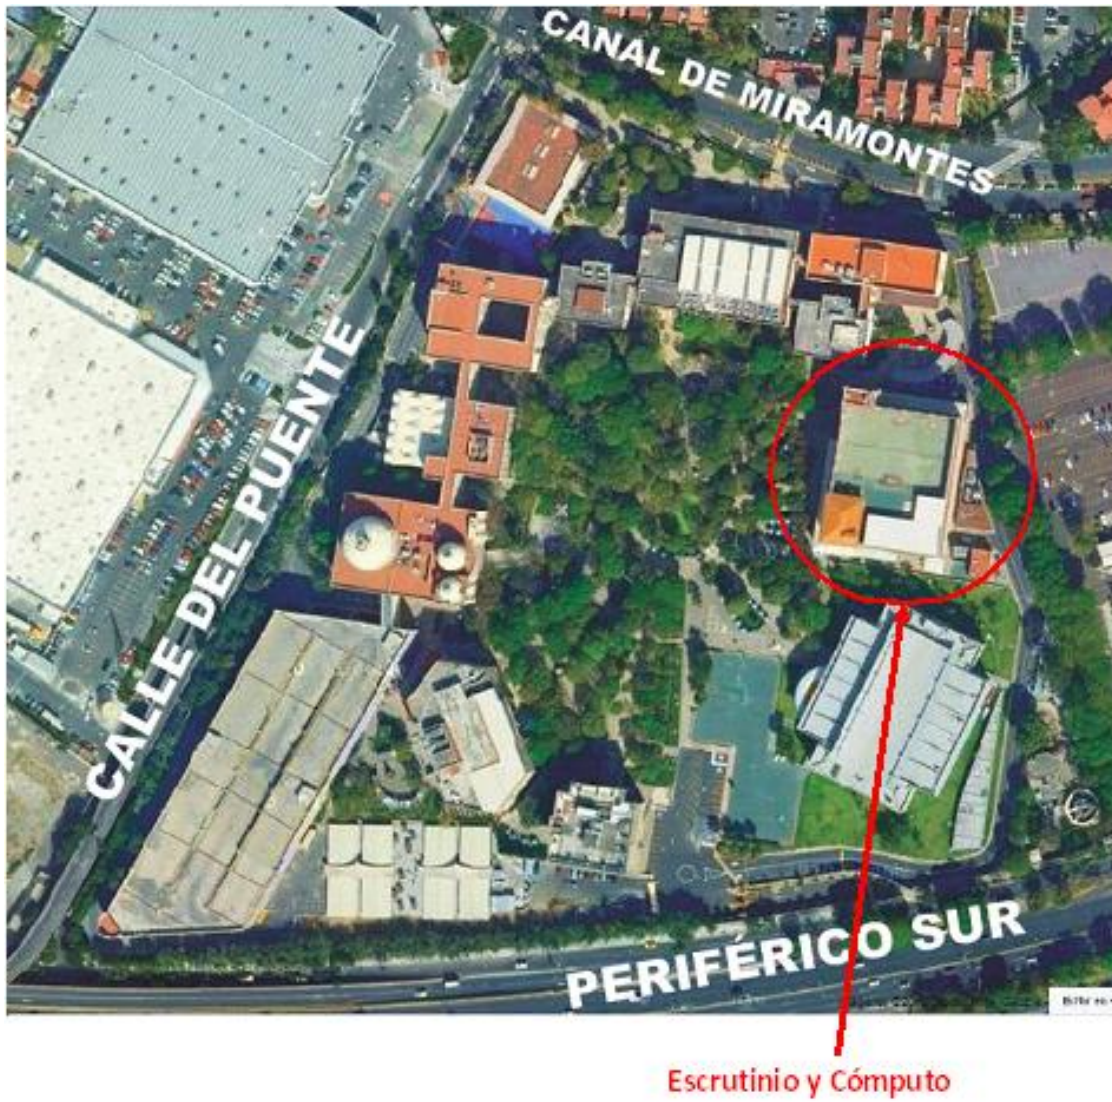 CANAL DE MIRAMONTES
CALLE DEL PUENTE
PERIFÉRICO SUR
Escrutinio y Cómputo